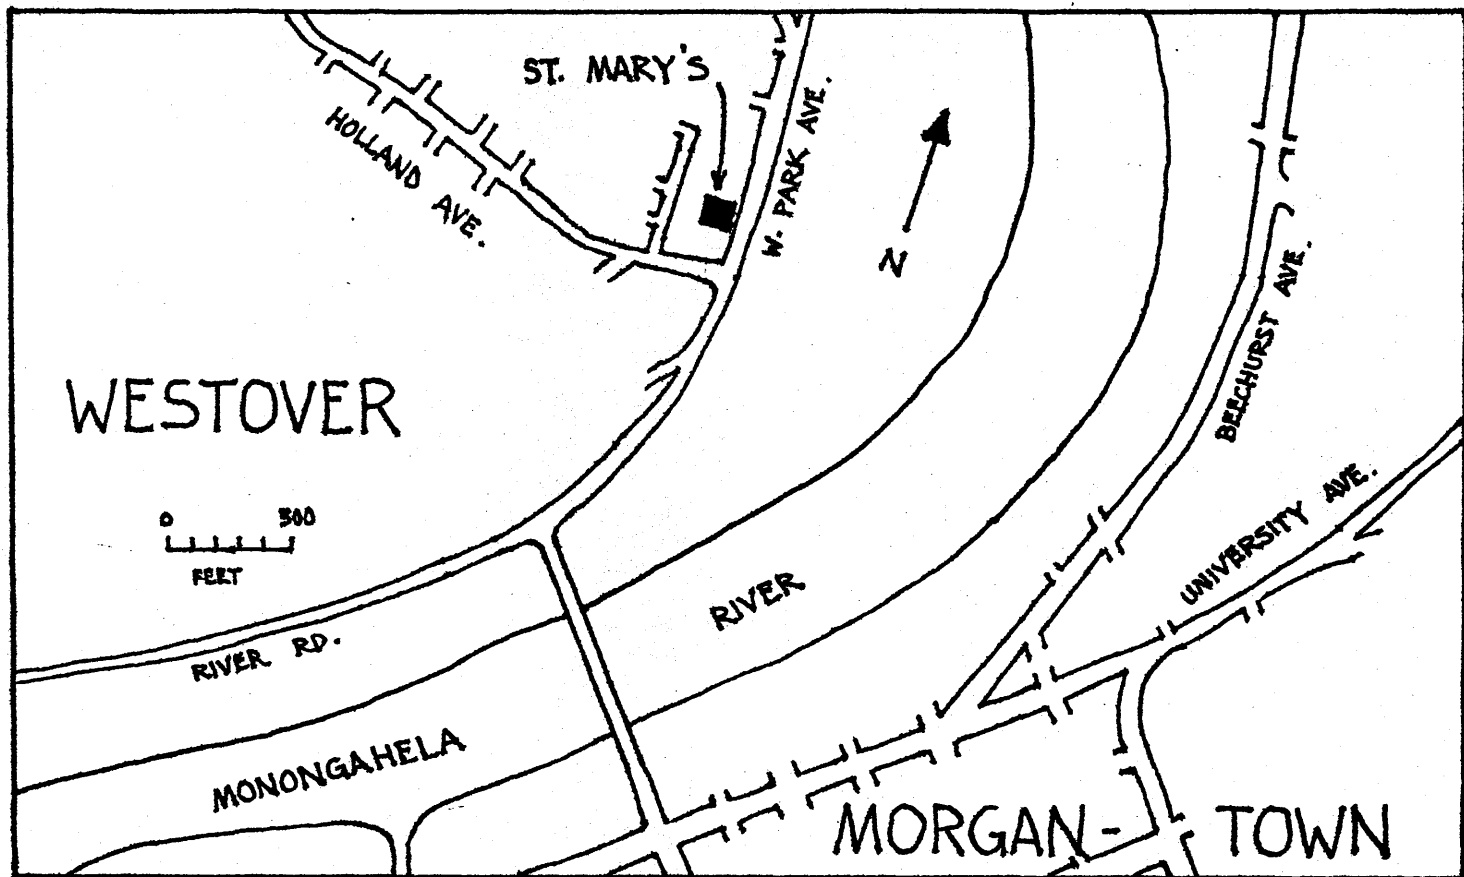 ST. MARY'S
HOLLAND AVE.
W. PARK AVE.
N
BEECHURST AVE.
WESTOVER
0 500
FEET
UNIVERSITY AVE.
RIVER
RIVER RD.
MONONGAHELA
MORGAN- TOWN